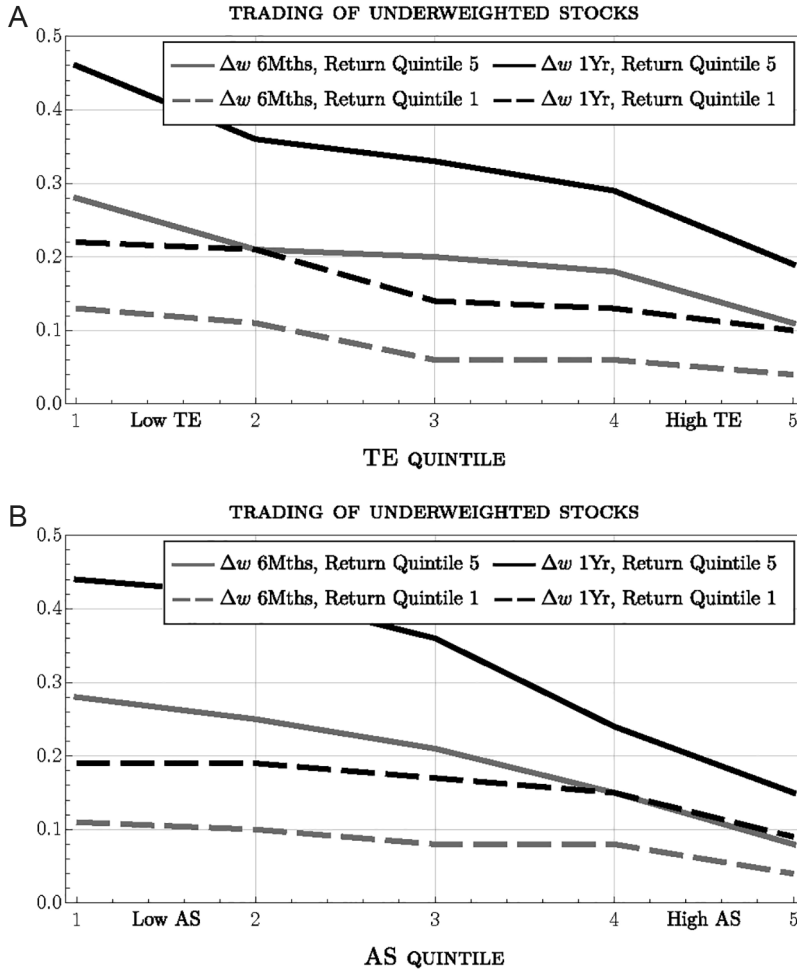 A
TRADING OF UNDERWEIGHTED STOCKS
0.5
Δw 6Mths, Return Quintile 5 Δw 1Yr, Return Quintile 5
Δw 6Mths, Return Quintile 1 Δw 1Yr, Return Quintile 1
0.4
0.3
0.2
0.1
0.0
1 Low TE 2 3 4 High TE 5
TE QUINTILE
B
TRADING OF UNDERWEIGHTED STOCKS
0.5
Δw 6Mths, Return Quintile 5 Δw 1Yr, Return Quintile 5
Δw 6Mths, Return Quintile 1 Δw 1Yr, Return Quintile 1
0.4
0.3
0.2
0.1
0.0
1 Low AS 2 3 4 High AS 5
AS QUINTILE